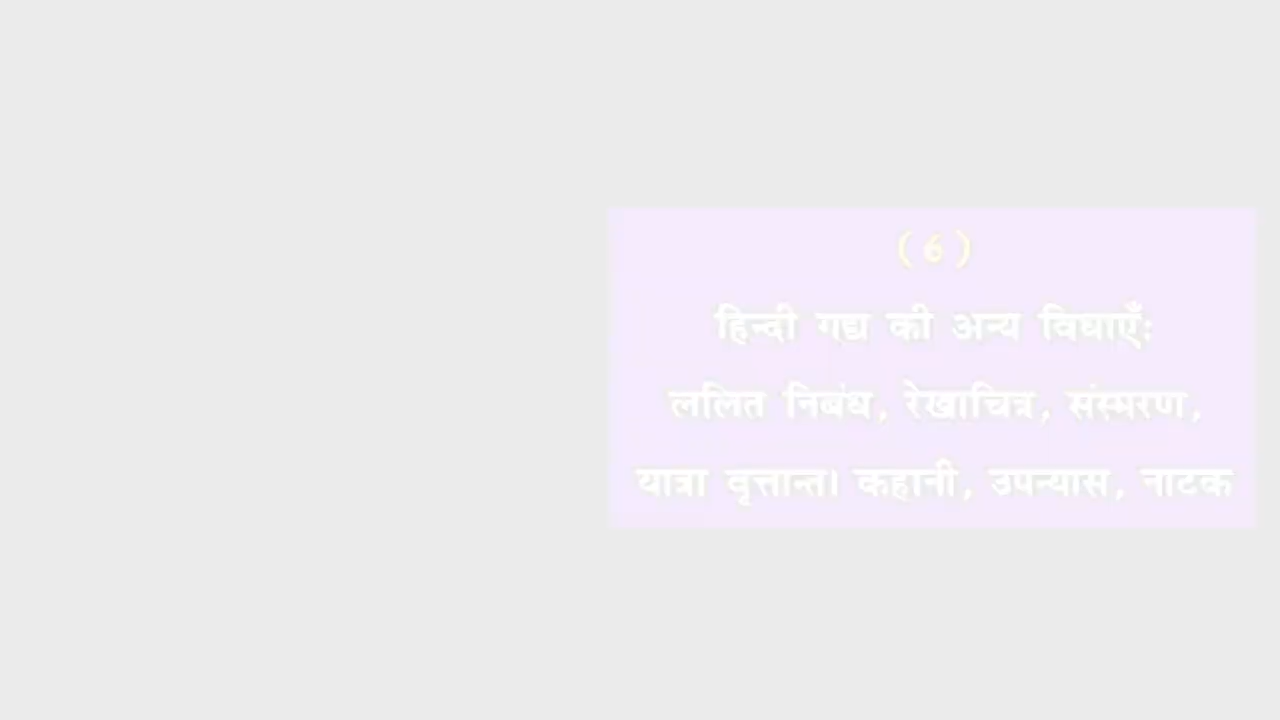 ( 6 )
हिन्दी गद्य की अन्य विधाएँ:
ललित निबंध, रेखाचित्र, संस्मरण,
यात्रा वृत्तान्त। कहानी, उपन्यास, नाटक